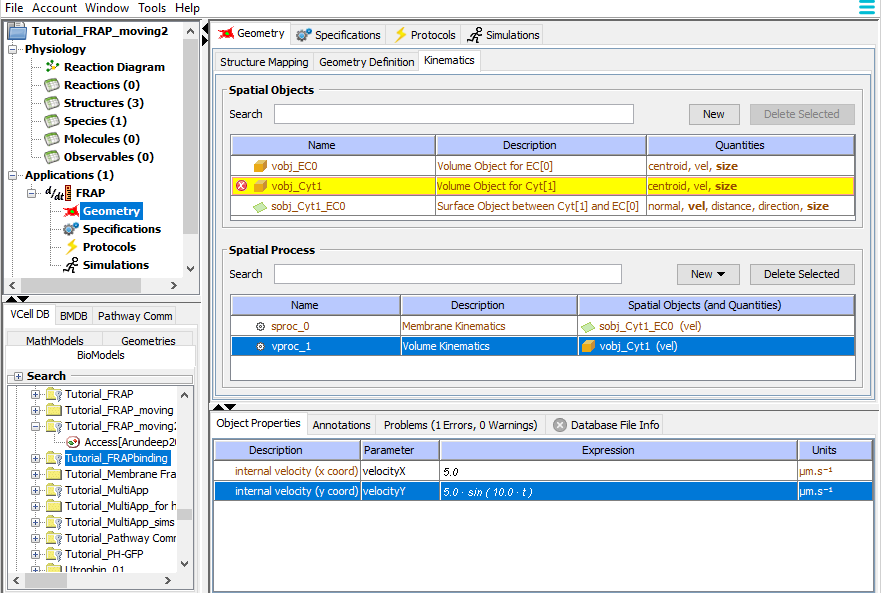 File Account Window Tools Help
Tutorial_FRAP_moving2
Physiology
Reaction Diagram
Reactions (0)
Structures (3)
Species (1)
Molecules (0)
Observables (0)
Applications (1)
d/dt FRAP
Geometry
Specifications
Protocols
Simulations
VCell DB BMDB Pathway Comm
MathModels Geometries
BioModels
Search
Tutorial_FRAP
Tutorial_FRAP_moving
Tutorial_FRAP_moving2
Access[Arundeep20
Tutorial_FRAPbinding
Tutorial_Membrane Fra
Tutorial_MultiApp
Tutorial_MultiApp_for h
Tutorial_MultiApp_sims
Tutorial_Pathway Comm
Tutorial_PH-GFP
Utrophin_01
Geometry Specifications Protocols Simulations
Structure Mapping Geometry Definition Kinematics
Spatial Objects
Search New Delete Selected
Name Description Quantities
vobj_EC0 Volume Object for EC[0] centroid, vel, size
vobj_Cyt1 Volume Object for Cyt[1] centroid, vel, size
sobj_Cyt1_EC0 Surface Object between Cyt[1] and EC[0] normal, vel, distance, direction, size
Spatial Process
Search New Delete Selected
Name Description Spatial Objects (and Quantities)
sproc_0 Membrane Kinematics sobj_Cyt1_EC0 (vel)
vproc_1 Volume Kinematics vobj_Cyt1 (vel)
Object Properties Annotations Problems (1 Errors, 0 Warnings) Database File Info
Description Parameter Expression Units
internal velocity (x coord) velocityX 5.0 µm.s⁻¹
internal velocity (y coord) velocityY 5.0 · sin ( 10.0 · t ) µm.s⁻¹